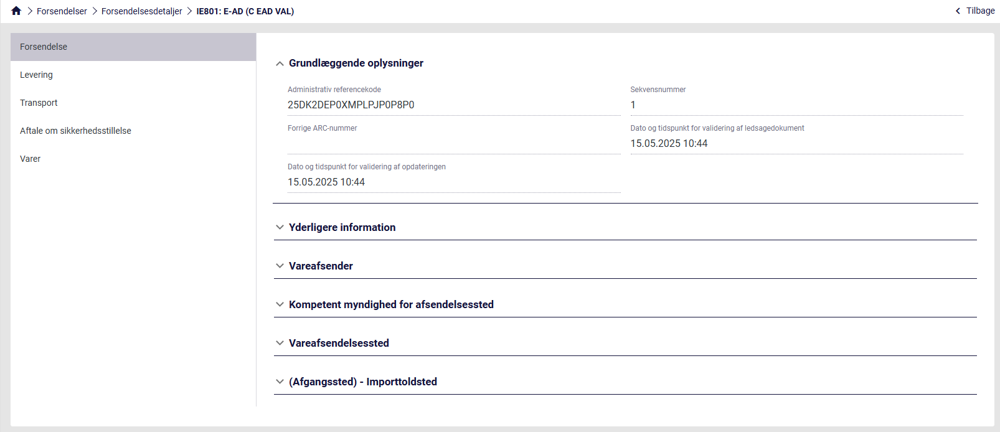 Forsendelser Forsendelsesdetaljer IE801: E-AD (C EAD VAL) Tilbage
Forsendelse
Levering
Transport
Aftale om sikkerhedsstillelse
Varer
Grundlæggende oplysninger
Administrativ referencekode
25DK2DEP0XMPLPJP0P8P0
Sekvensnummer
1
Forrige ARC-nummer
Dato og tidspunkt for validering af ledsagedokument
15.05.2025 10:44
Dato og tidspunkt for validering af opdateringen
15.05.2025 10:44
Yderligere information
Vareafsender
Kompetent myndighed for afsendelsessted
Vareafsendelsessted
(Afgangssted) - Importtoldsted